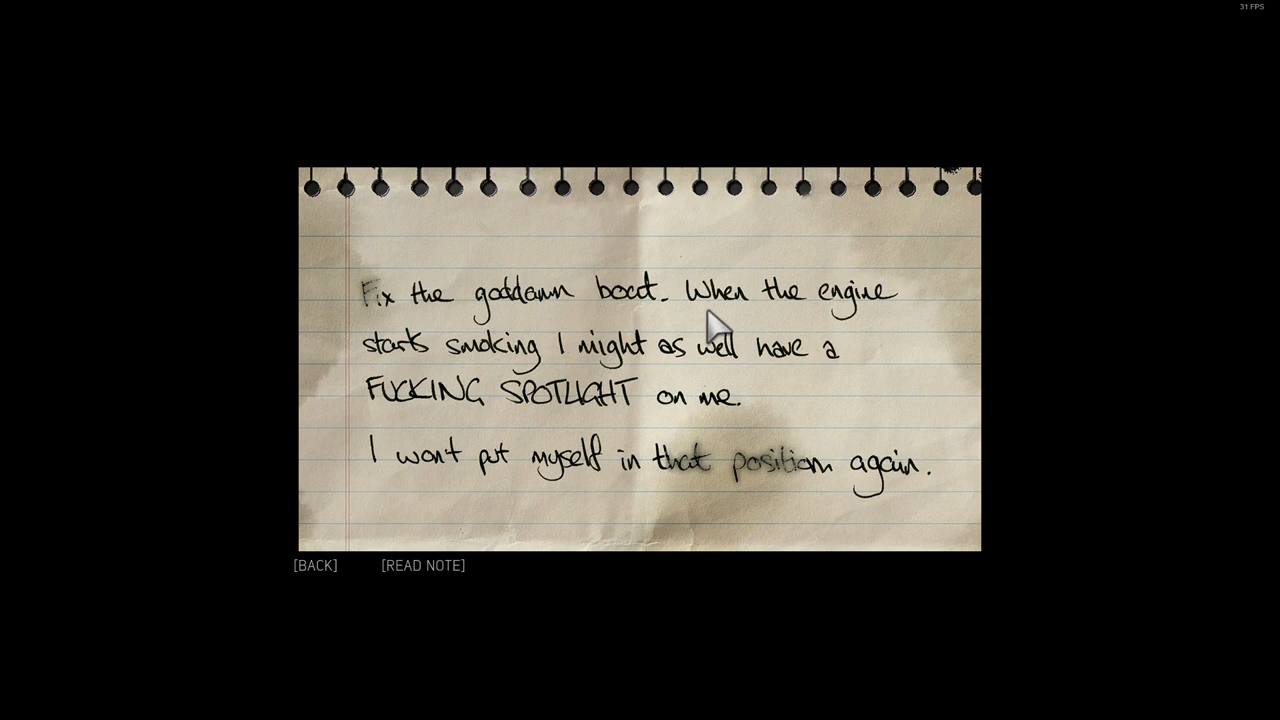 31 FPS
Fix the goddamn boat. When the engine
starts smoking I might as well have a
FUCKING SPOTLIGHT on me.
I won't put myself in that position again.
[BACK] [READ NOTE]